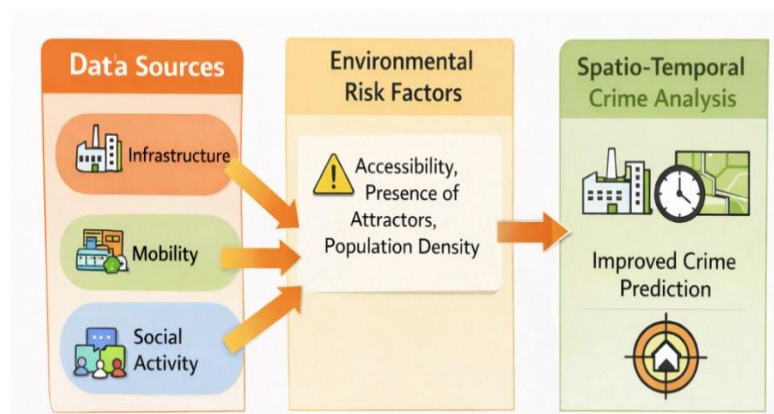 Data Sources
Infrastructure
Mobility
Social
Activity
Environmental
Risk Factors
Accessibility,
Presence of
Attractors,
Population Density
Spatio-Temporal
Crime Analysis
Improved Crime
Prediction